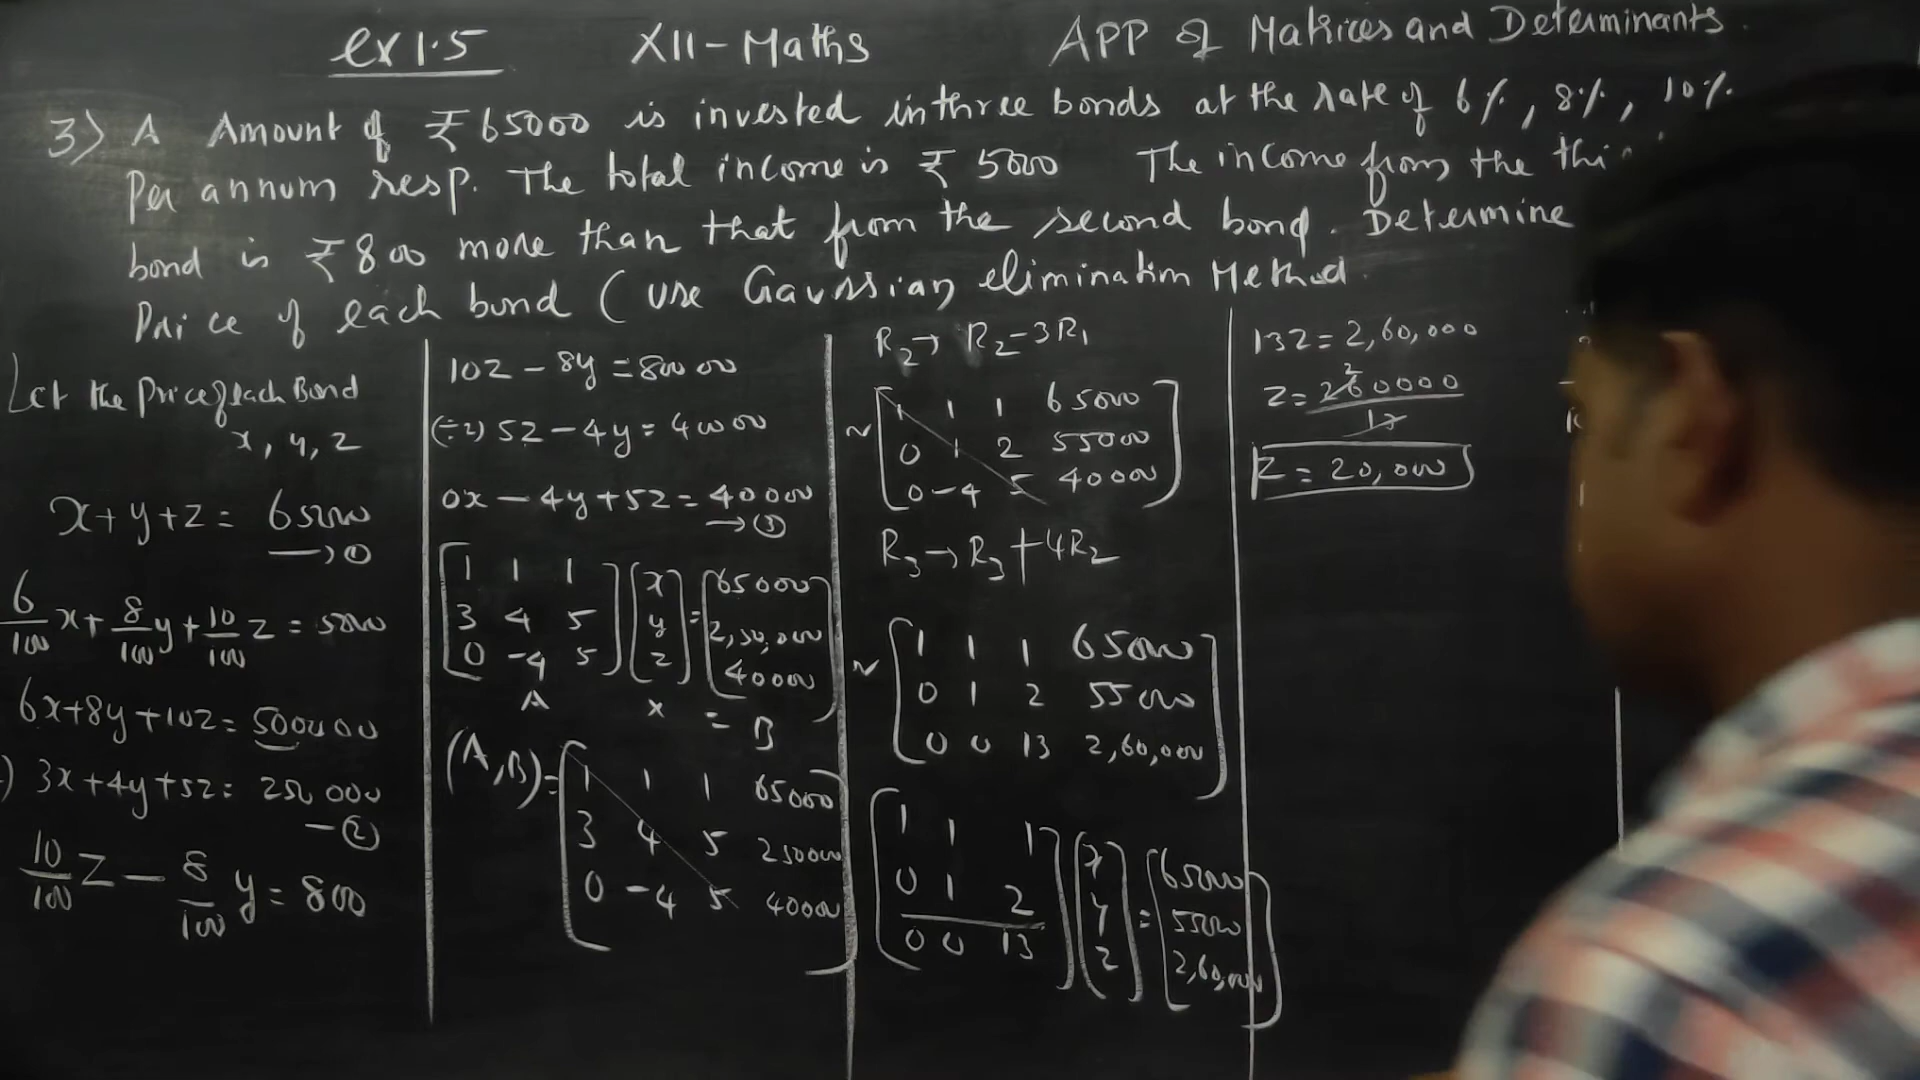 ex 1.5 XII-Maths APP of Matrices and Determinants
3) A Amount of ₹ 65000 is invested in three bonds at the rate of 6%, 8%, 10%
Per annum resp. The total income is ₹ 5000 The income from the thi
bond is ₹ 800 more than that from the second bond. Determine
Price of each bond (use Gaussian elimination Method.
Let the Price of each Bond
x, y, z
x+y+z = 65000
→①
6/100 x + 8/100 y + 10/100 z = 5000
6x+8y+10z = 500000
) 3x+4y+5z = 250000
-②
10/100 z - 8/100 y = 800
10z - 8y = 80000
(÷2) 5z - 4y = 40000
0x - 4y + 5z = 40000
→③
[1 1 1] [x] [65000]
[3 4 5] [y] = [2,50,000]
[0 -4 5] [z] [40000]
A x = B
(A,B) = [1 1 1 65000]
[3 4 5 250000]
[0 -4 5 40000]
R2 → R2 - 3R1
~ [1 1 1 65000]
[0 1 2 55000]
[0 -4 5 40000]
R3 → R3 + 4R2
~ [1 1 1 65000]
[0 1 2 55000]
[0 0 13 2,60,000]
[1 1 1] [x] [65000]
[0 1 2] [y] = [55000]
[0 0 13] [z] [2,60,000]
13z = 2,60,000
z = 260000/13
2
z = 20,000